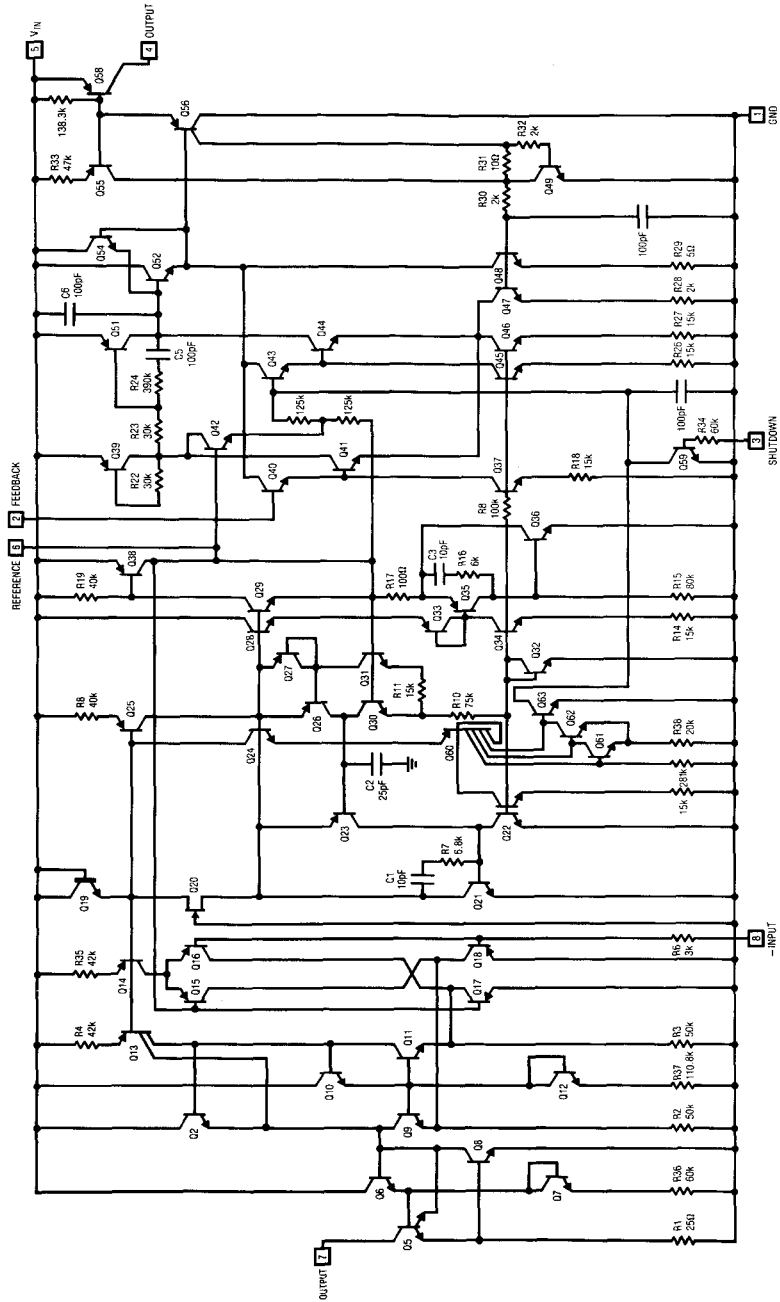 5 V_IN
4 OUTPUT
138.3k
Q58
R33
47k
Q55
Q56
R31
10Ω
R32
2k
R30
2k
Q49
1
GND
Q54
Q52
C6
100pF
Q51
C5
100pF
R24
390k
R23
30k
R22
30k
Q39
Q42
125k
125k
Q43
Q44
Q40
Q41
Q48
Q47
Q46
Q45
100pF
R29
5Ω
R28
2k
R27
15k
R26
15k
100pF
R34
60k
Q59
3
SHUTDOWN
2 FEEDBACK
REFERENCE 6
Q37
R8
100k
R18
15k
Q38
R19
40k
Q29
Q28
R17
100Ω
C3
10pF
R16
6k
Q35
Q33
Q34
Q36
R15
80k
R14
15k
Q32
Q27
Q26
Q31
Q30
R11
15k
R10
75k
R8
40k
Q25
Q24
C2
25pF
Q60
Q63
Q62
Q61
R38
20k
281k
15k
Q23
Q22
R7
6.8k
C1
10pF
Q21
Q19
Q20
R35
42k
Q14
R4
42k
Q13
Q16
Q15
Q18
Q17
R6
3k
8
–INPUT
Q2
Q10
Q11
Q9
Q12
R3
50k
R37
110.8k
R2
50k
Q6
Q5
Q8
Q7
R36
60k
R1
25Ω
OUTPUT 7